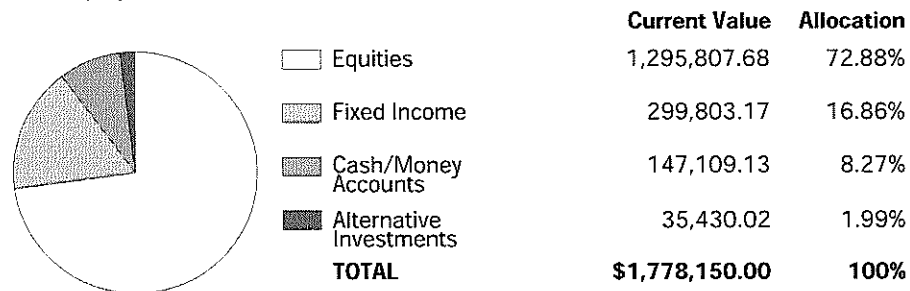 Current Value Allocation
Equities 1,295,807.68 72.88%
Fixed Income 299,803.17 16.86%
Cash/Money
Accounts 147,109.13 8.27%
Alternative
Investments 35,430.02 1.99%
TOTAL $1,778,150.00 100%